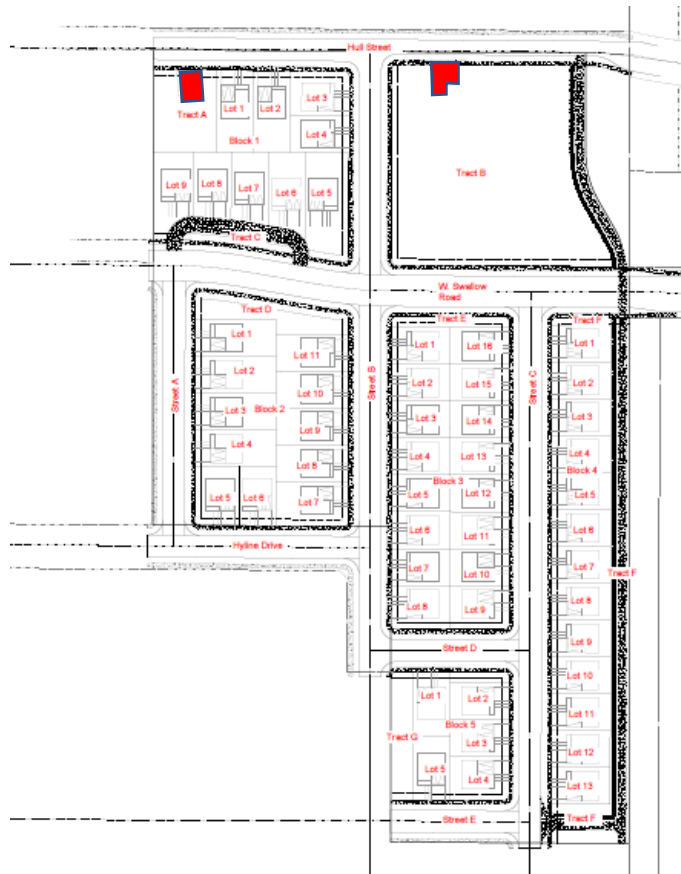 Hull Street
Lot 1
Lot 2
Lot 3
Tract A
Lot 4
Block 1
Tract B
Lot 9
Lot 8
Lot 7
Lot 6
Lot 5
Tract C
W. Swallow
Road
Tract D
Tract E
Tract F
Lot 1
Lot 2
Lot 3
Lot 4
Lot 5
Lot 6
Block 2
Lot 11
Lot 10
Lot 9
Lot 8
Lot 7
Street A
Street B
Street C
Hyline Drive
Lot 1
Lot 2
Lot 3
Lot 4
Lot 5
Lot 6
Lot 7
Lot 8
Block 3
Lot 16
Lot 15
Lot 14
Lot 13
Lot 12
Lot 11
Lot 10
Lot 9
Lot 1
Lot 2
Lot 3
Lot 4
Block 4
Lot 5
Lot 6
Lot 7
Tract F
Lot 8
Lot 9
Lot 10
Lot 11
Lot 12
Lot 13
Tract F
Street D
Lot 1
Lot 2
Block 5
Tract G
Lot 3
Lot 5
Lot 4
Street E